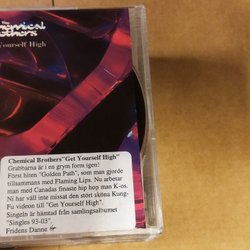 The
Chemical
Brothers
Yourself High
Chemical Brothers"Get Yourself High"
Grabbarna är i en grym form igen!
Första hiten "Golden Path", som man gjorde
tillsammans med Flaming Lips. Nu arbetar
man med Canadas finaste hip hop man K-os.
Ni har väl inte missat den stört sköna Kung-
Fu videon till "Get Yourself High".
Singeln är hämtad från samlingsalbumet
"Singles 93-03".
Fridens Danne